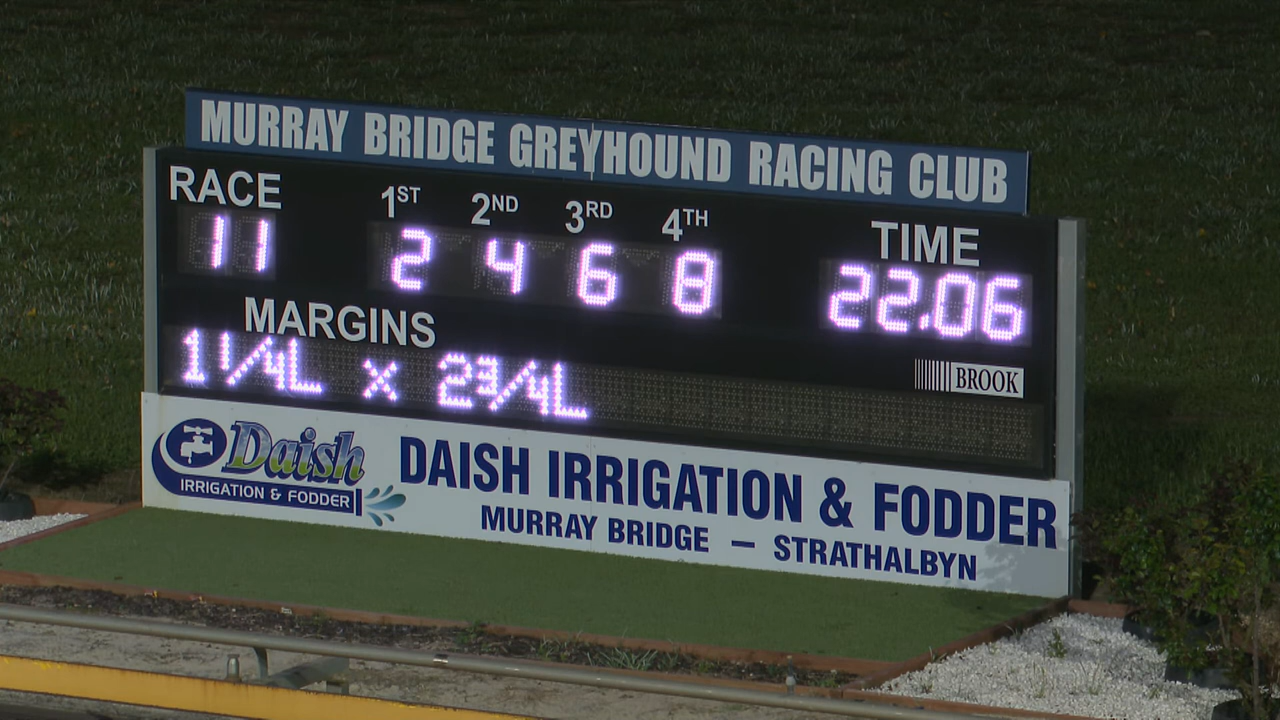 MURRAY BRIDGE GREYHOUND RACING CLUB
RACE 1ST 2ND 3RD 4TH TIME
11 2 4 6 8 22.06
MARGINS
1 1/4L x 2 3/4L
BROOK
Daish
IRRIGATION & FODDER
DAISH IRRIGATION & FODDER
MURRAY BRIDGE — STRATHALBYN